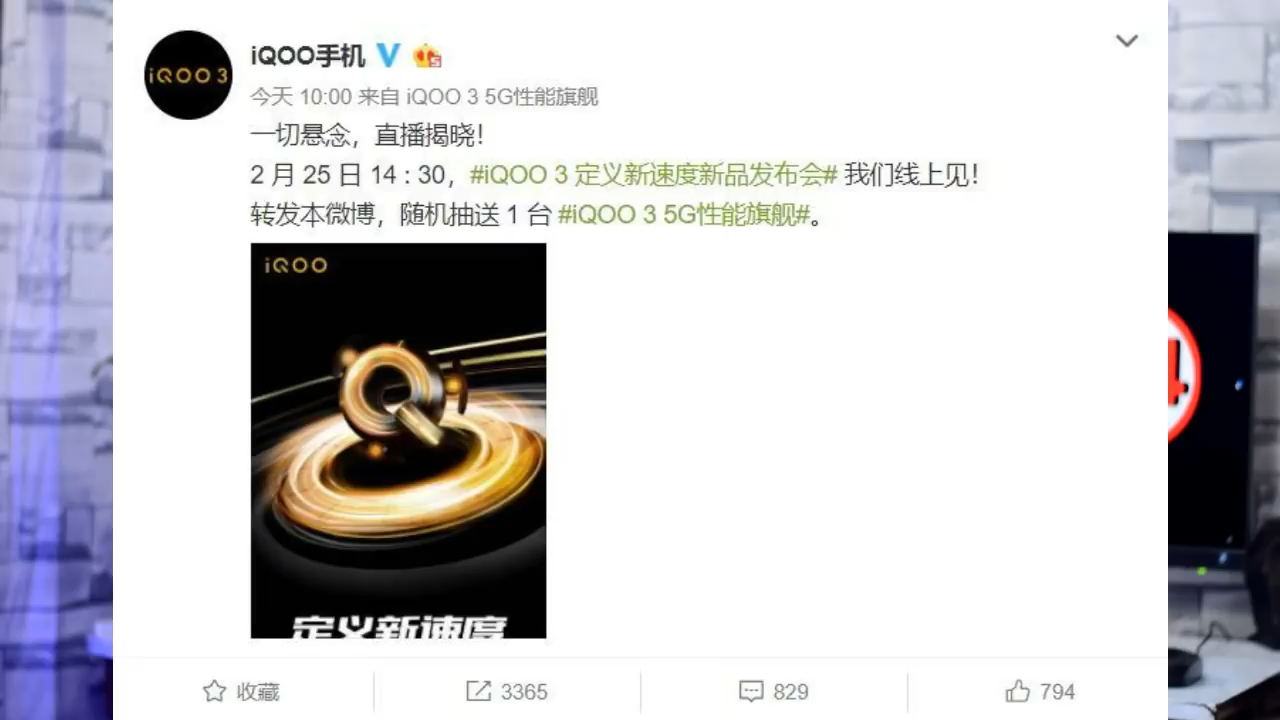 iQOO 3
iQOO手机
今天 10:00 来自 iQOO 3 5G性能旗舰
一切悬念，直播揭晓！
2 月 25 日 14 : 30，#iQOO 3 定义新速度新品发布会# 我们线上见！
转发本微博，随机抽送 1 台 #iQOO 3 5G性能旗舰#。
iQOO
定义新速度
收藏
3365
829
794